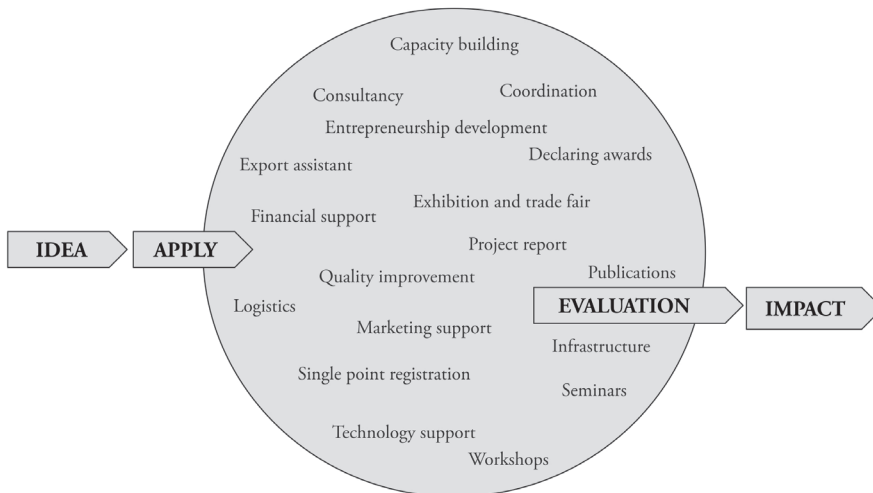 Capacity building
Consultancy
Coordination
Entrepreneurship development
Declaring awards
Export assistant
Exhibition and trade fair
Financial support
IDEA
APPLY
Project report
Quality improvement
Publications
Logistics
EVALUATION
IMPACT
Marketing support
Infrastructure
Single point registration
Seminars
Technology support
Workshops